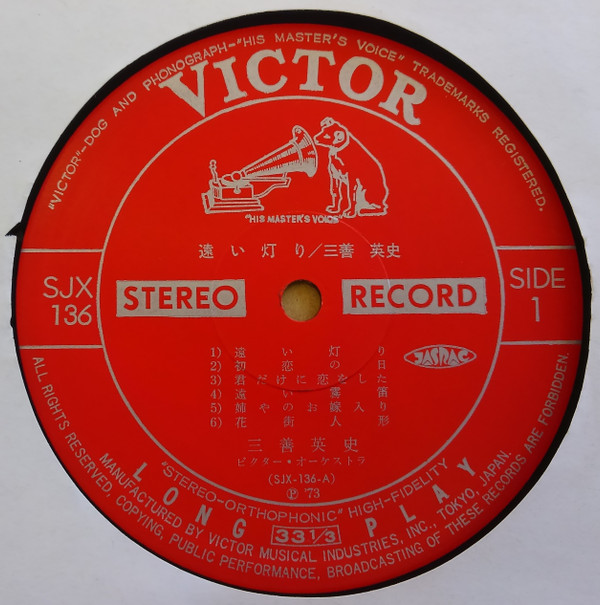 "VICTOR"–DOG AND PHONOGRAPH–"HIS MASTER'S VOICE" TRADEMARKS REGISTERED.
VICTOR
"HIS MASTER'S VOICE"
遠い灯り/三善 英史
SJX
136
STEREO
RECORD
SIDE
1
1) 遠い灯り
2) 初恋の日
3) 君だけに恋をした
4) 遠い霧笛
5) 姉やのお嫁入り
6) 花街人形
JASRAC
三善英史
ビクター・オーケストラ
(SJX-136-A)
Ⓟ '73
"STEREO-ORTHOPHONIC" HIGH-FIDELITY
LONG PLAY
33 1/3
MANUFACTURED BY VICTOR MUSICAL INDUSTRIES, INC., TOKYO, JAPAN.
ALL RIGHTS RESERVED, COPYING, PUBLIC PERFORMANCE, BROADCASTING OF THESE RECORDS ARE FORBIDDEN.